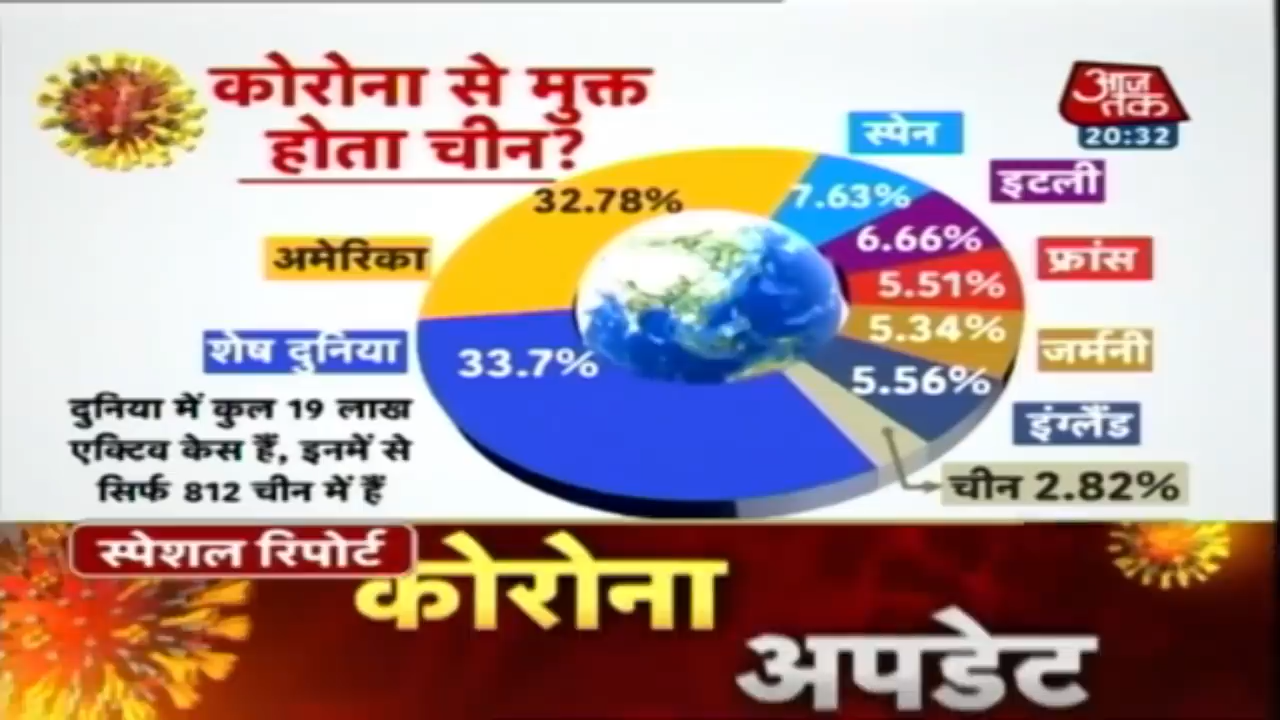 कोरोना से मुक्त
होता चीन?
आज
तक
20:32
स्पेन
7.63%
इटली
6.66%
फ्रांस
5.51%
जर्मनी
5.34%
इंग्लैंड
5.56%
चीन 2.82%
32.78%
अमेरिका
शेष दुनिया
33.7%
दुनिया में कुल 19 लाख
एक्टिव केस हैं, इनमें से
सिर्फ 812 चीन में हैं
स्पेशल रिपोर्ट
कोरोना
अपडेट